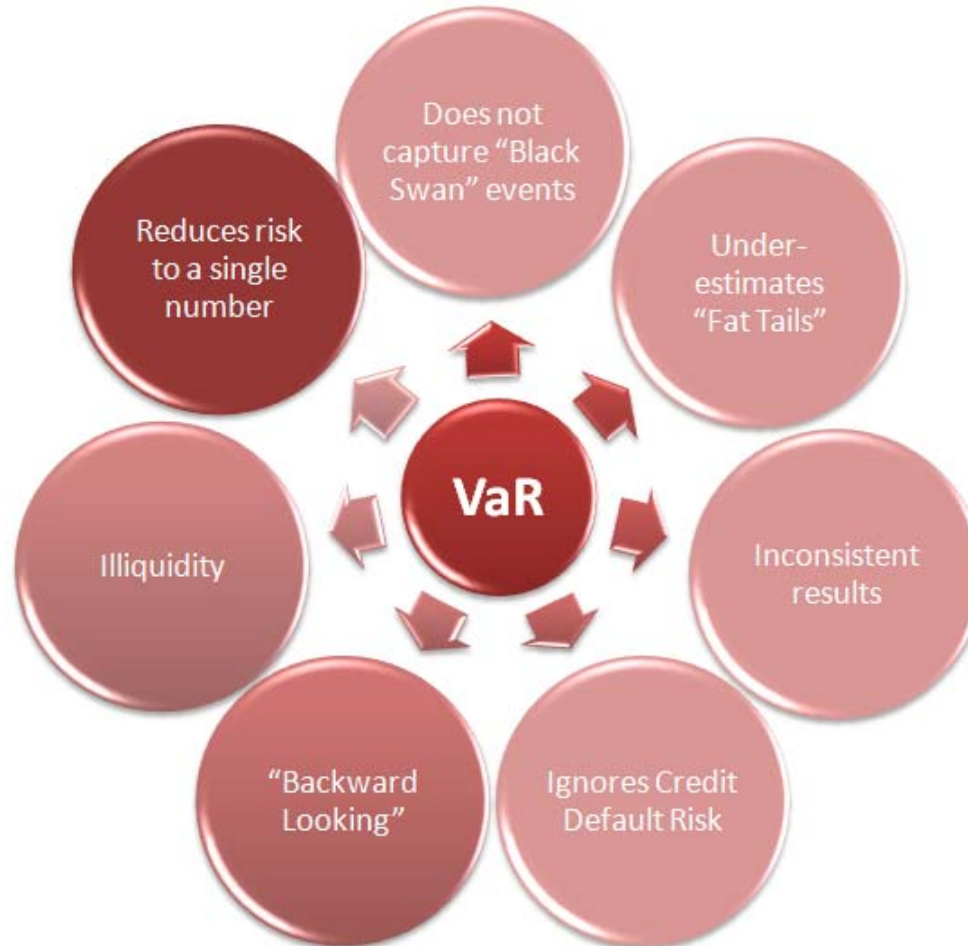 Does not
capture “Black
Swan” events
Under-
estimates
“Fat Tails”
Inconsistent
results
Ignores Credit
Default Risk
“Backward
Looking”
Illiquidity
Reduces risk
to a single
number
VaR